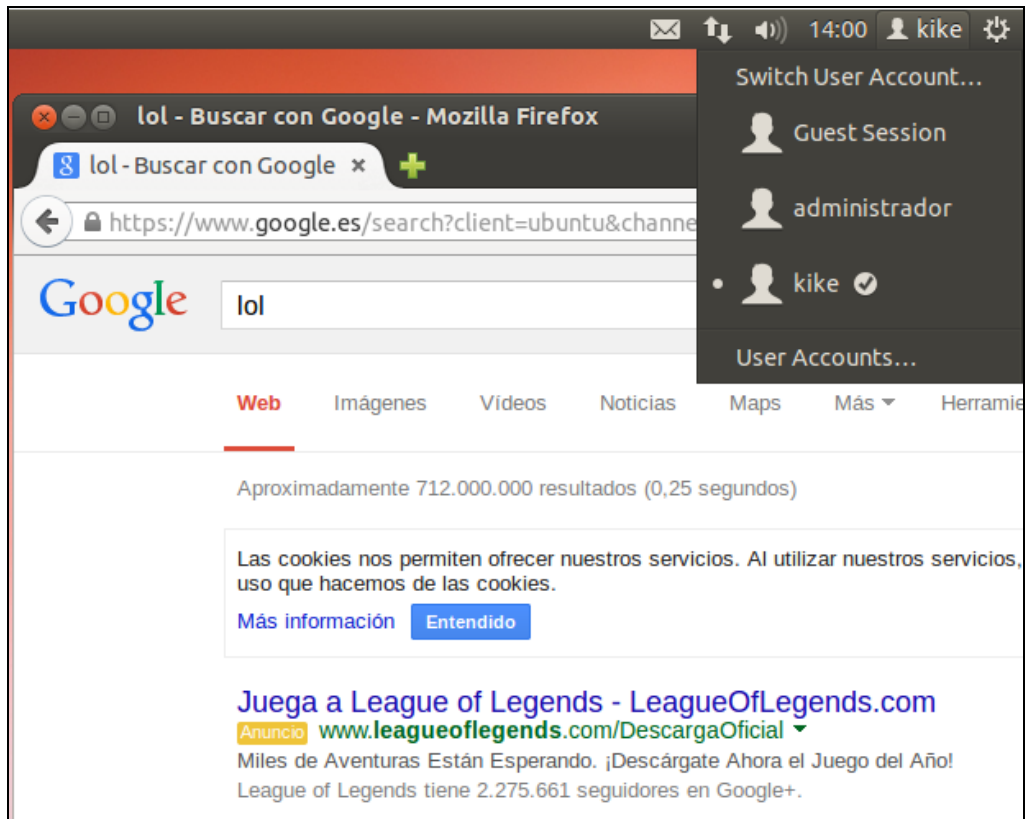 14:00 kike
Switch User Account...
Guest Session
administrador
kike
User Accounts...
lol - Buscar con Google - Mozilla Firefox
8 lol - Buscar con Google
https://www.google.es/search?client=ubuntu&channe
Google lol
Web Imágenes Vídeos Noticias Maps Más Herramie
Aproximadamente 712.000.000 resultados (0,25 segundos)
Las cookies nos permiten ofrecer nuestros servicios. Al utilizar nuestros servicios,
uso que hacemos de las cookies.
Más información Entendido
Juega a League of Legends - LeagueOfLegends.com
Anuncio www.leagueoflegends.com/DescargaOficial
Miles de Aventuras Están Esperando. ¡Descárgate Ahora el Juego del Año!
League of Legends tiene 2.275.661 seguidores en Google+.